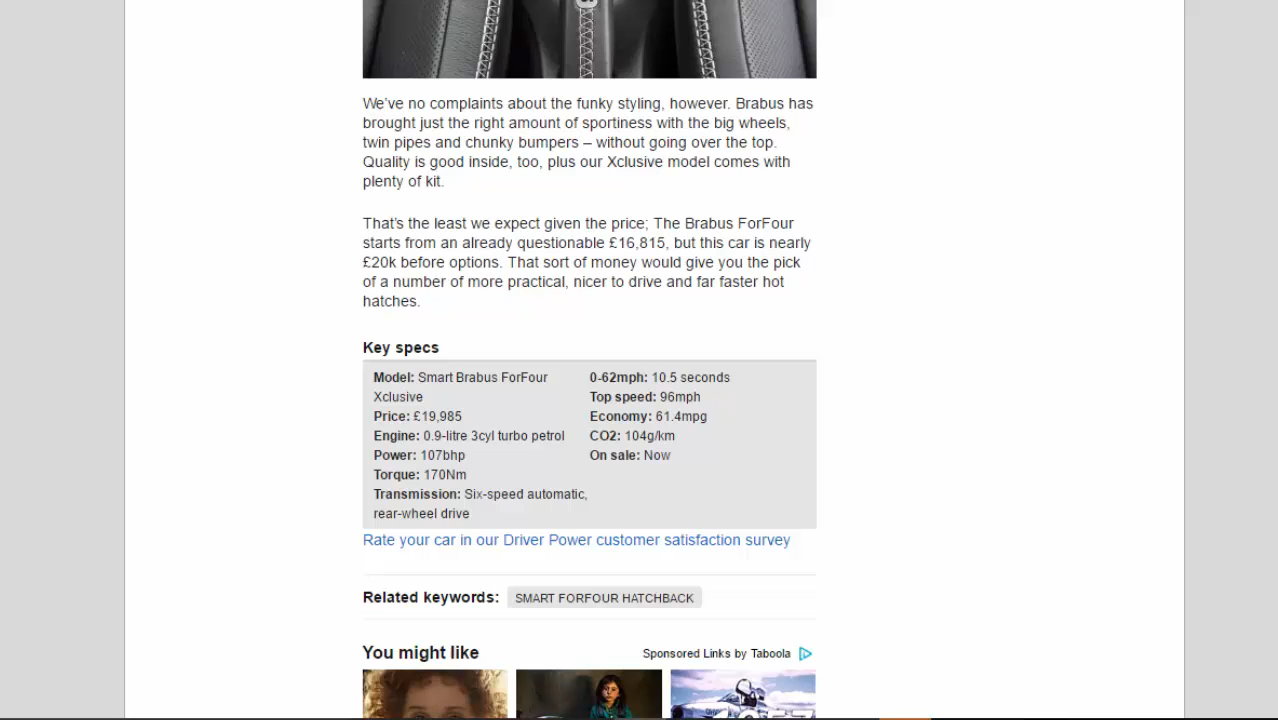 We've no complaints about the funky styling, however. Brabus has
brought just the right amount of sportiness with the big wheels,
twin pipes and chunky bumpers – without going over the top.
Quality is good inside, too, plus our Xclusive model comes with
plenty of kit.
That's the least we expect given the price; The Brabus ForFour
starts from an already questionable £16,815, but this car is nearly
£20k before options. That sort of money would give you the pick
of a number of more practical, nicer to drive and far faster hot
hatches.
Key specs
Model: Smart Brabus ForFour
Xclusive
Price: £19,985
Engine: 0.9-litre 3cyl turbo petrol
Power: 107bhp
Torque: 170Nm
Transmission: Six-speed automatic,
rear-wheel drive
0-62mph: 10.5 seconds
Top speed: 96mph
Economy: 61.4mpg
CO2: 104g/km
On sale: Now
Rate your car in our Driver Power customer satisfaction survey
Related keywords: SMART FORFOUR HATCHBACK
You might like
Sponsored Links by Taboola